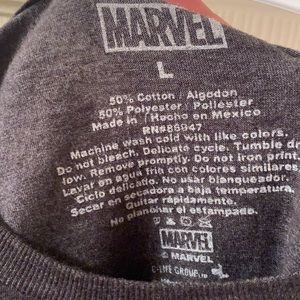 MARVEL
L
50% Cotton / Algodon
50% Polyester / Poliester
Made in / Hecho en Mexico
RN#88947
Machine wash cold with like colors.
Do not bleach. Delicate cycle. Tumble dry
low. Remove promptly. Do not iron print.
Lavar en agua fria con colores similares.
Ciclo delicado. No usar blanqueador.
Secar en secadora a baja temperatura.
Quitar rápidamente.
No planchar el estampado.
MARVEL
© MARVEL
C-LIFE GROUP,